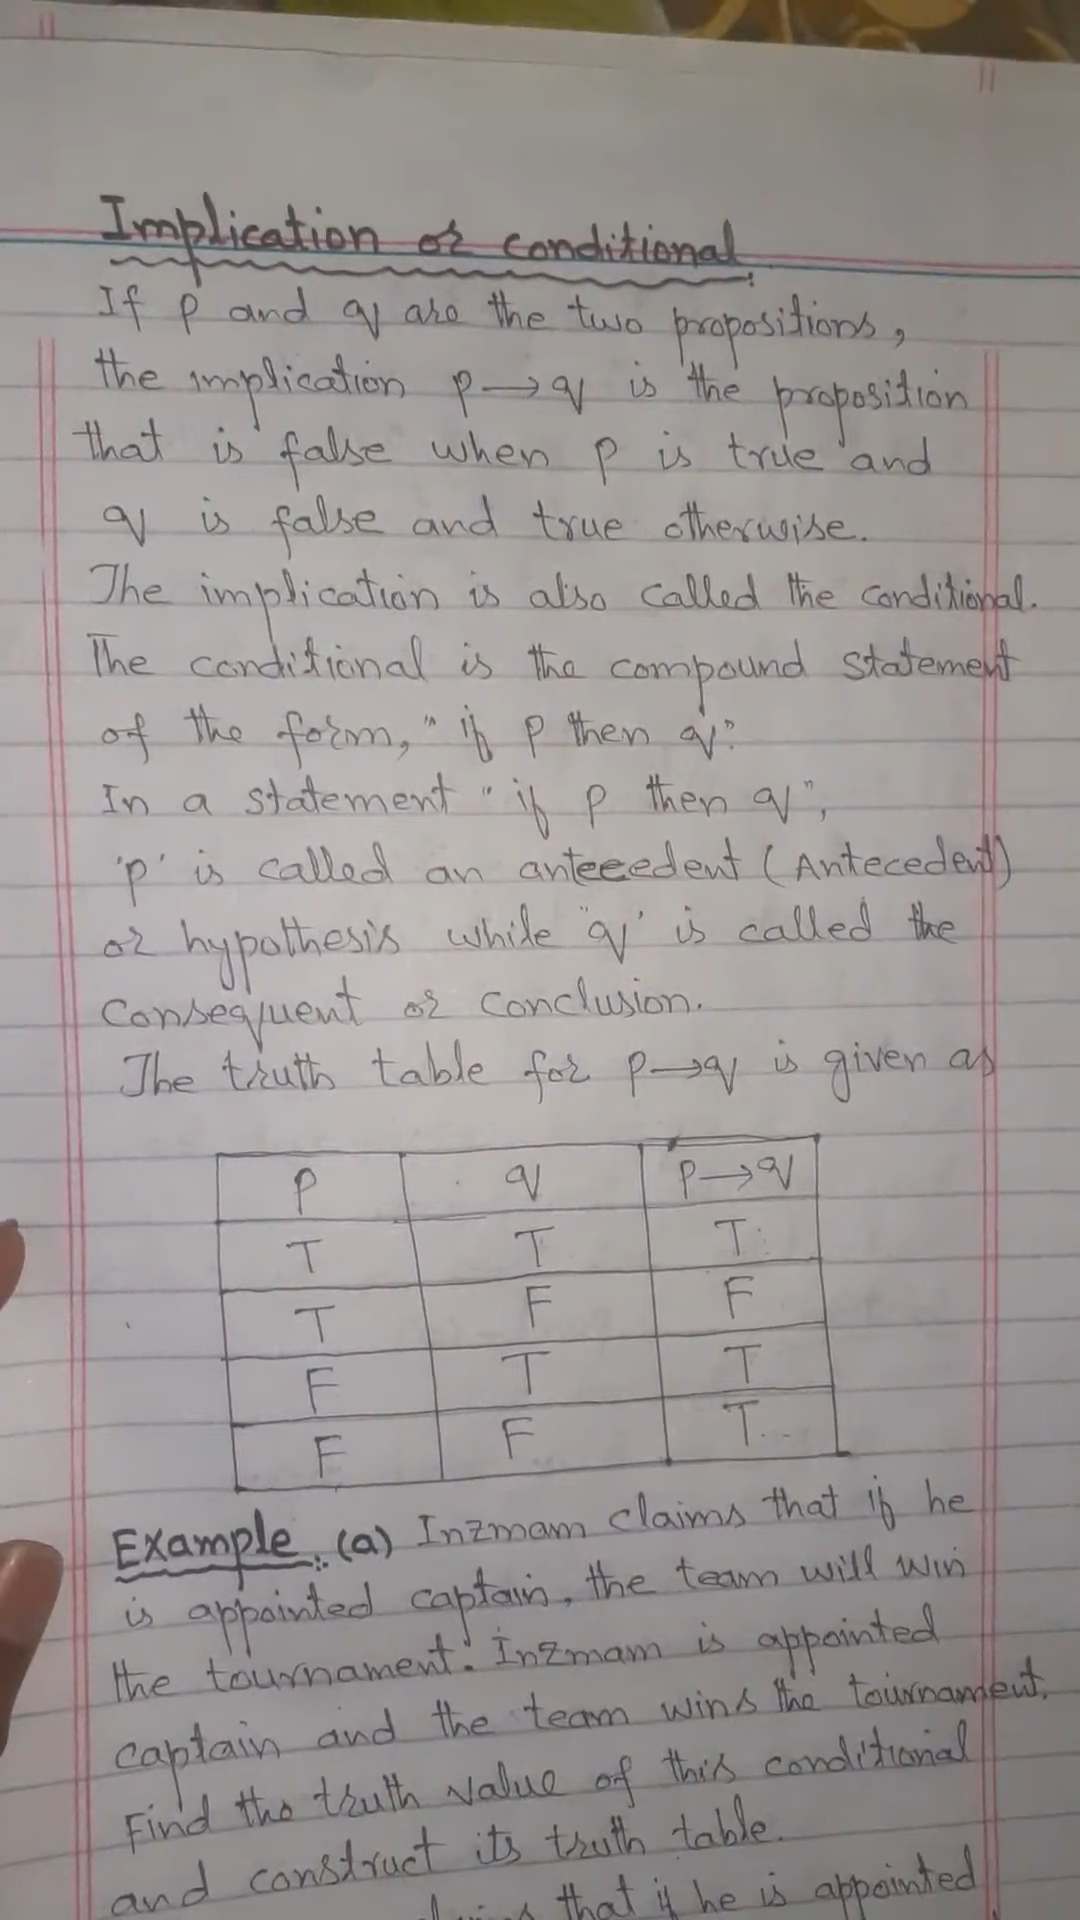 Implication or conditional
If p and q are the two propositions,
the implication p→q is the proposition
that is false when p is true and
q is false and true otherwise.
The implication is also called the conditional.
The conditional is the compound statement
of the form, "if p then q".
In a statement "if p then q",
'p' is called an anteeedent (Antecedent)
or hypothesis while 'q' is called the
Consequent or Conclusion.
The truth table for p→q is given as
p q p→q
T T T
T F F
F T T
F F T
Example:. (a) Inzmam claims that if he
is appointed captain, the team will win
the tournament. Inzmam is appointed
captain and the team wins the tournament.
Find the truth value of this conditional
and construct its truth table.
that if he is appointed